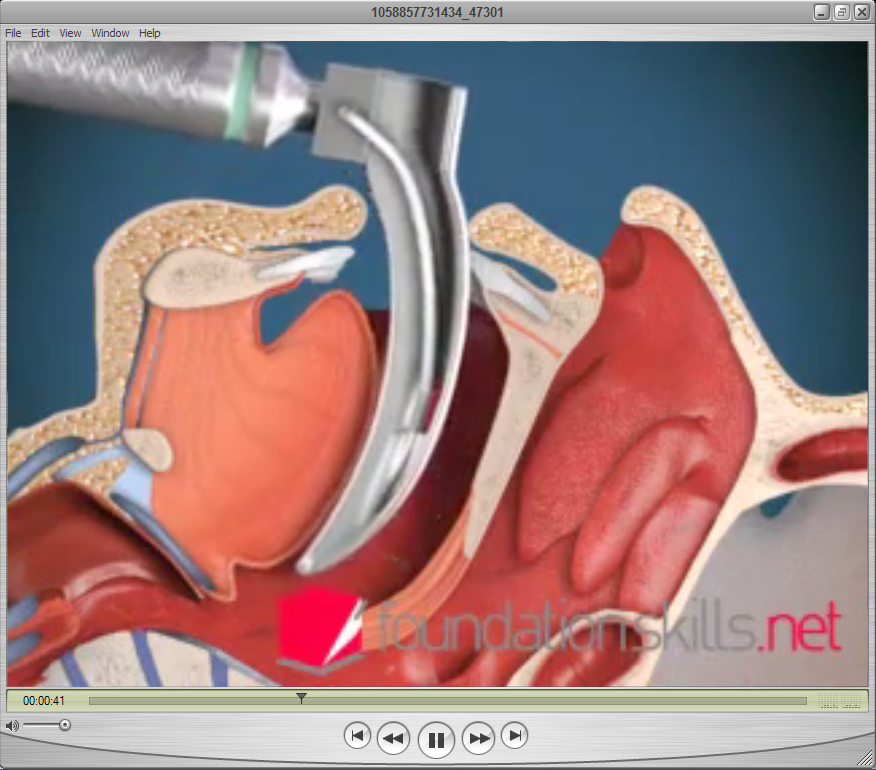 1058857731434_47301
File Edit View Window Help
foundationskills.net
00:00:41